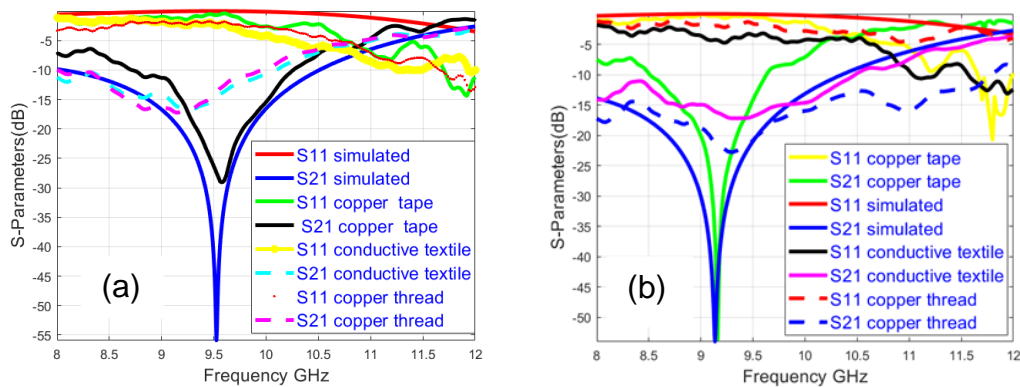 -5
-10
-15
-20
-25
-30
-35
-40
-45
-50
-55
S-Parameters(dB)
(a)
S11 simulated
S21 simulated
S11 copper tape
S21 copper tape
S11 conductive textile
S21 conductive textile
S11 copper thread
S21 copper thread
8 8.5 9 9.5 10 10.5 11 11.5 12
Frequency GHz
0
-5
-10
-15
-20
-25
-30
-35
-40
-45
-50
S-Parameters(dB)
(b)
S11 copper tape
S21 copper tape
S11 simulated
S21 simulated
S11 conductive textile
S21 conductive textile
S11 copper thread
S21 copper thread
8 8.5 9 9.5 10 10.5 11 11.5 12
Frequency GHz